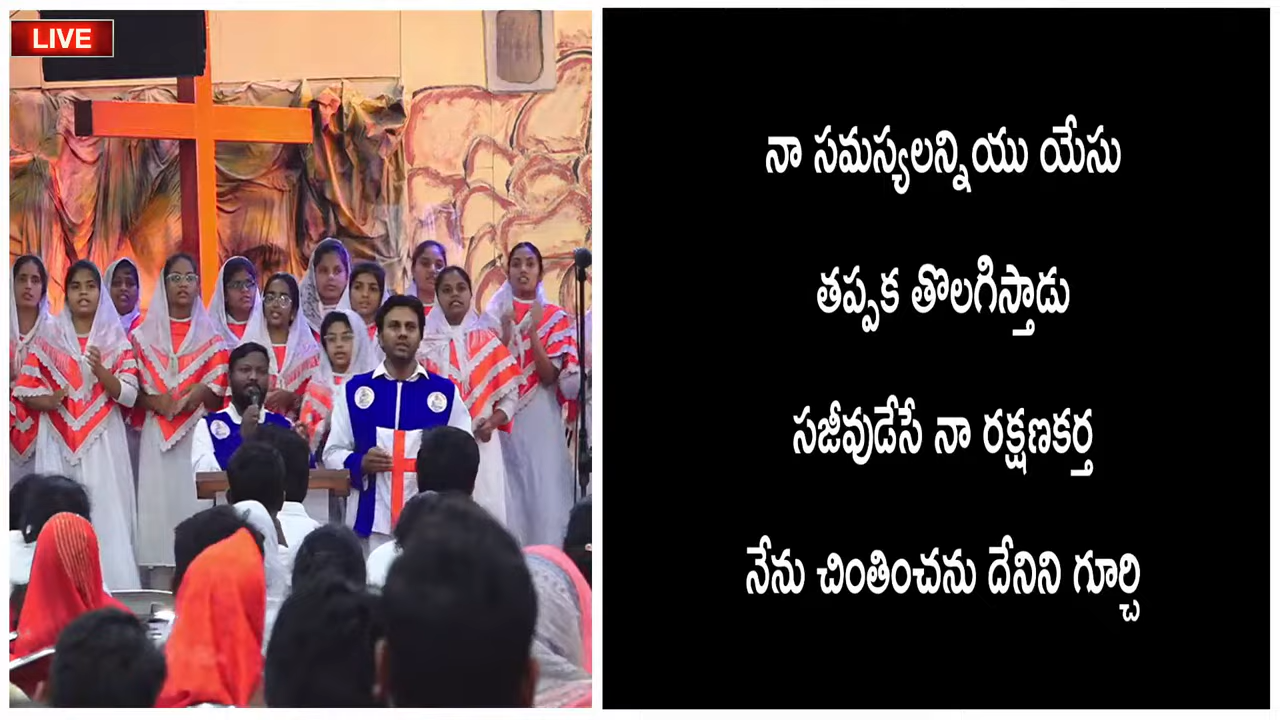 LIVE
నా సమస్యలన్నియు యేసు
తప్పక తొలగిస్తాడు
సజీవుడేసే నా రక్షణకర్త
నేను చింతించను దేనిని గూర్చి